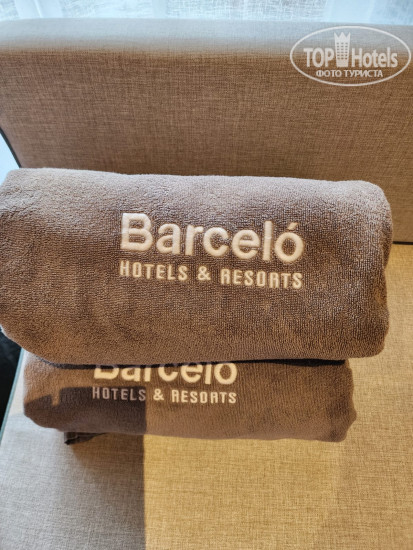 TOP Hotels
ФОТО ТУРИСТА
Barceló
HOTELS & RESORTS
Barceló
HOTELS & RESORTS